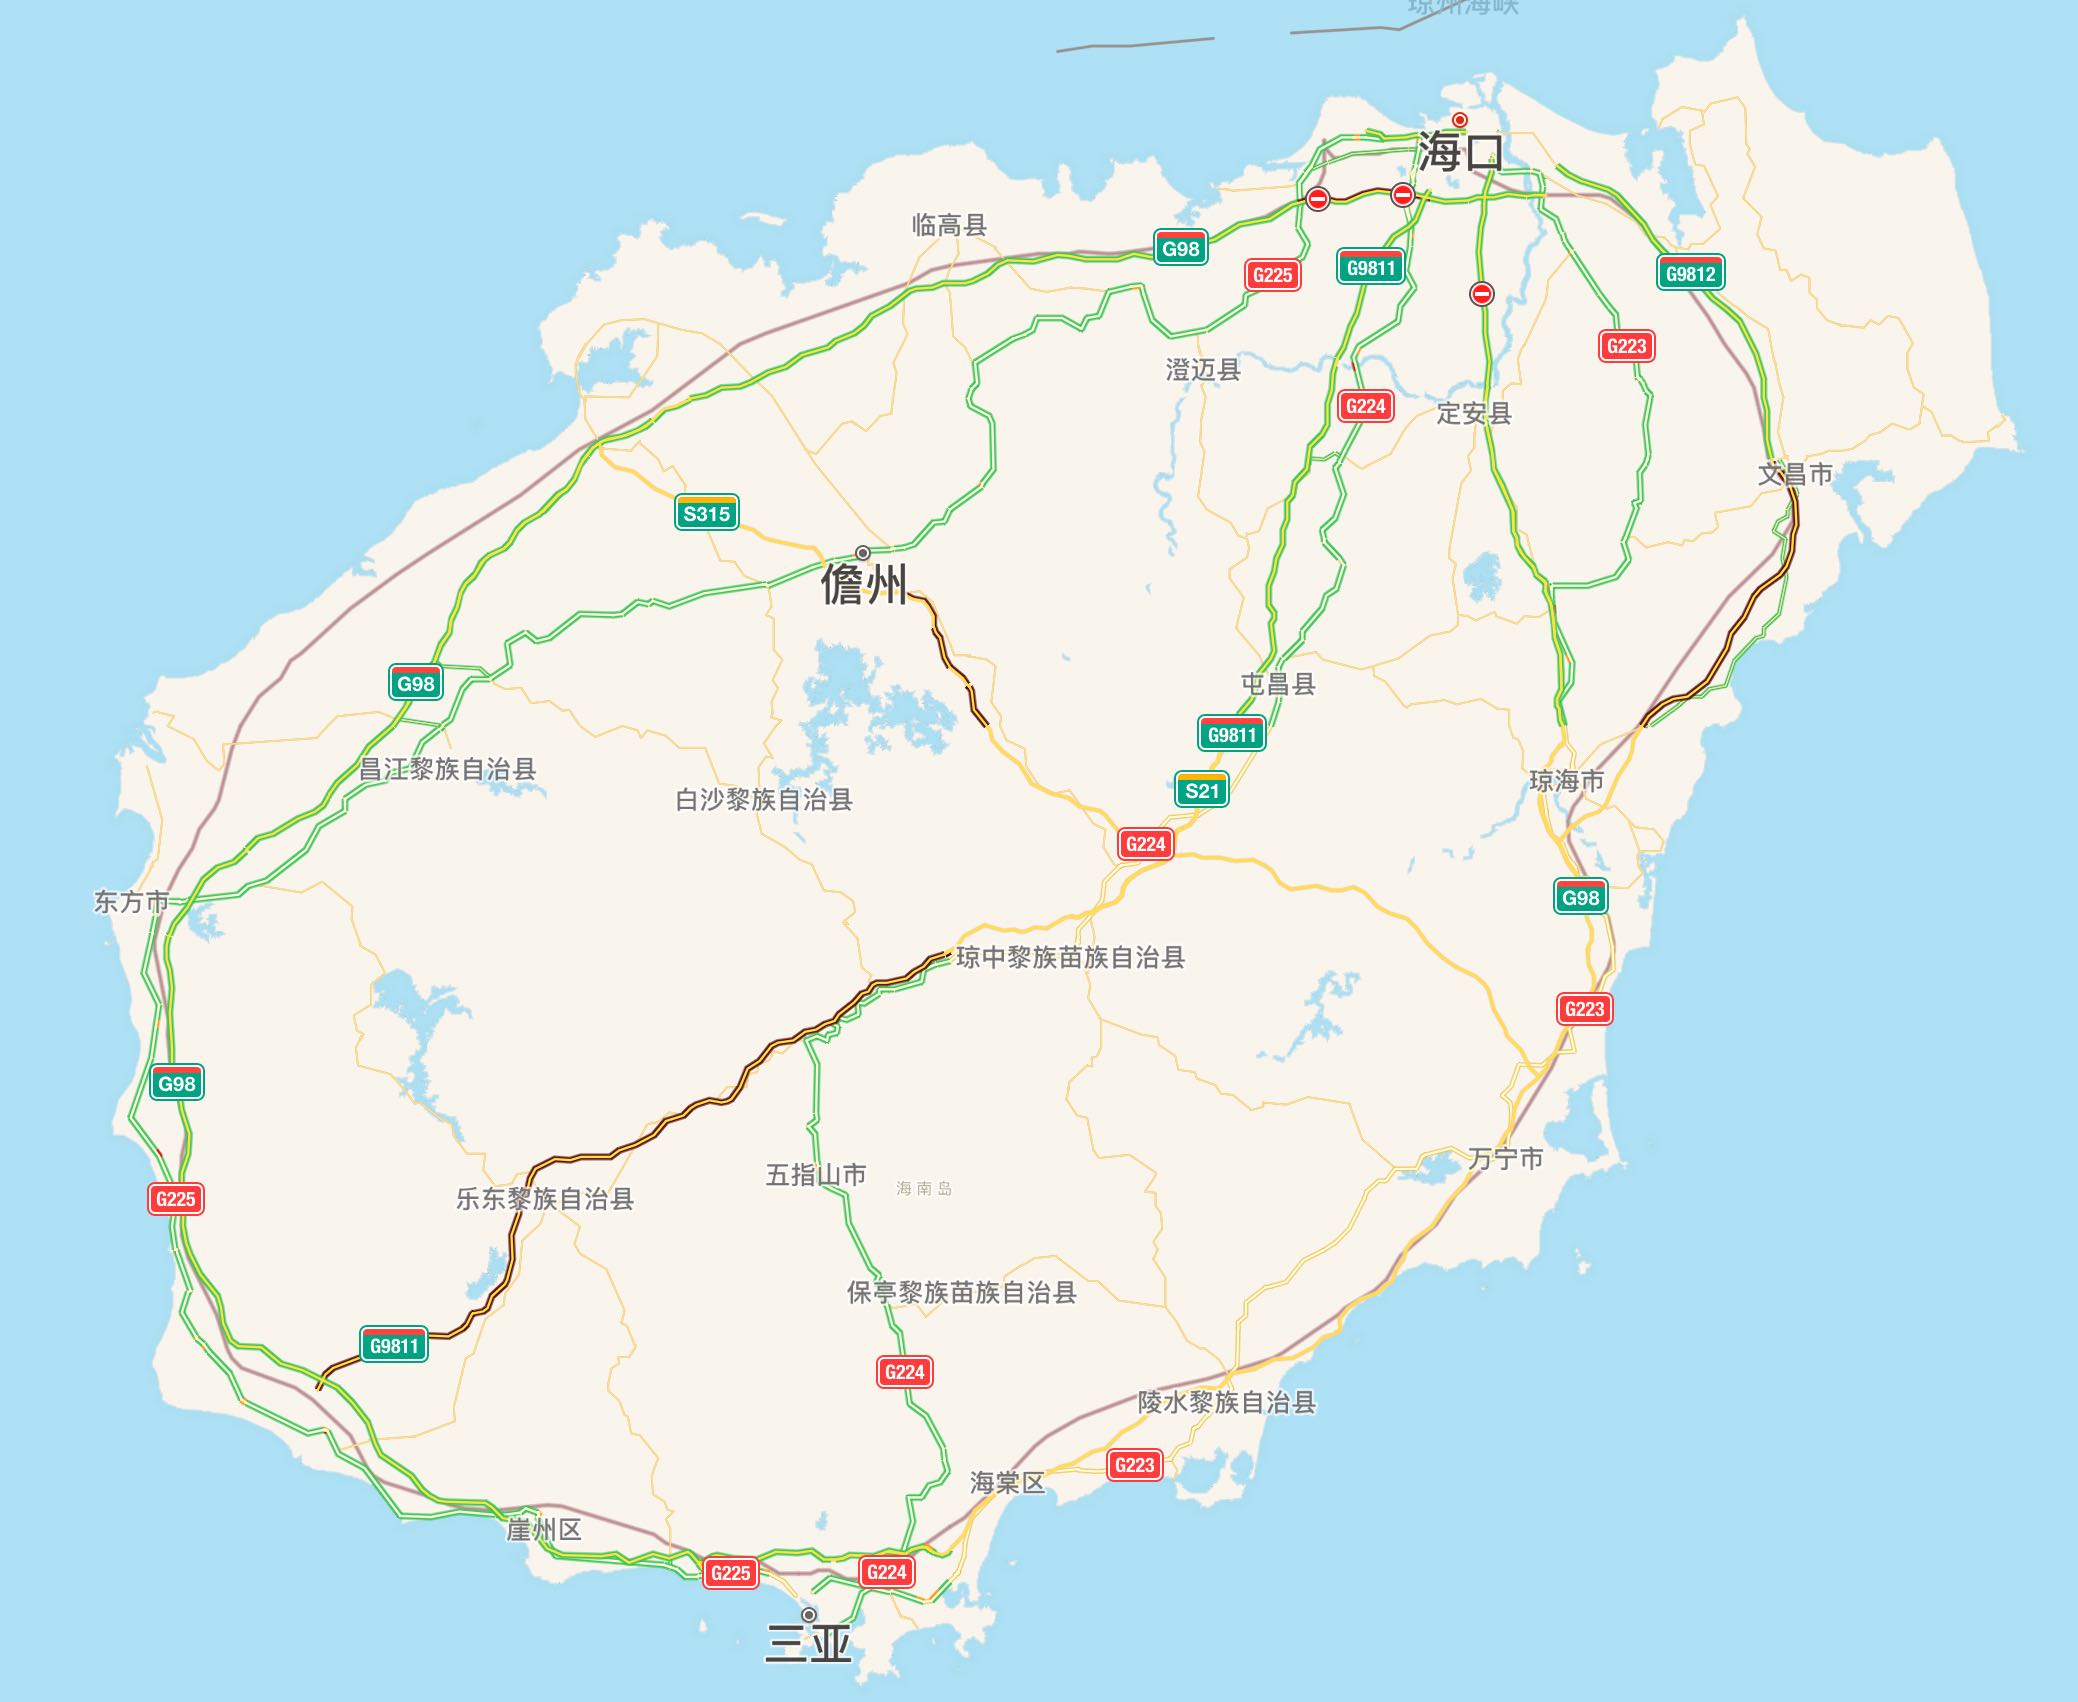 琼州海峡
海口
临高县
G98
G225
G9811
G9812
G223
澄迈县
G224
定安县
文昌市
S315
儋州
G98
屯昌县
G9811
昌江黎族自治县
白沙黎族自治县
S21
琼海市
G224
东方市
G98
琼中黎族苗族自治县
G223
G98
万宁市
五指山市
海南岛
G225
乐东黎族自治县
保亭黎族苗族自治县
G9811
G224
陵水黎族自治县
G223
海棠区
崖州区
G225
G224
三亚